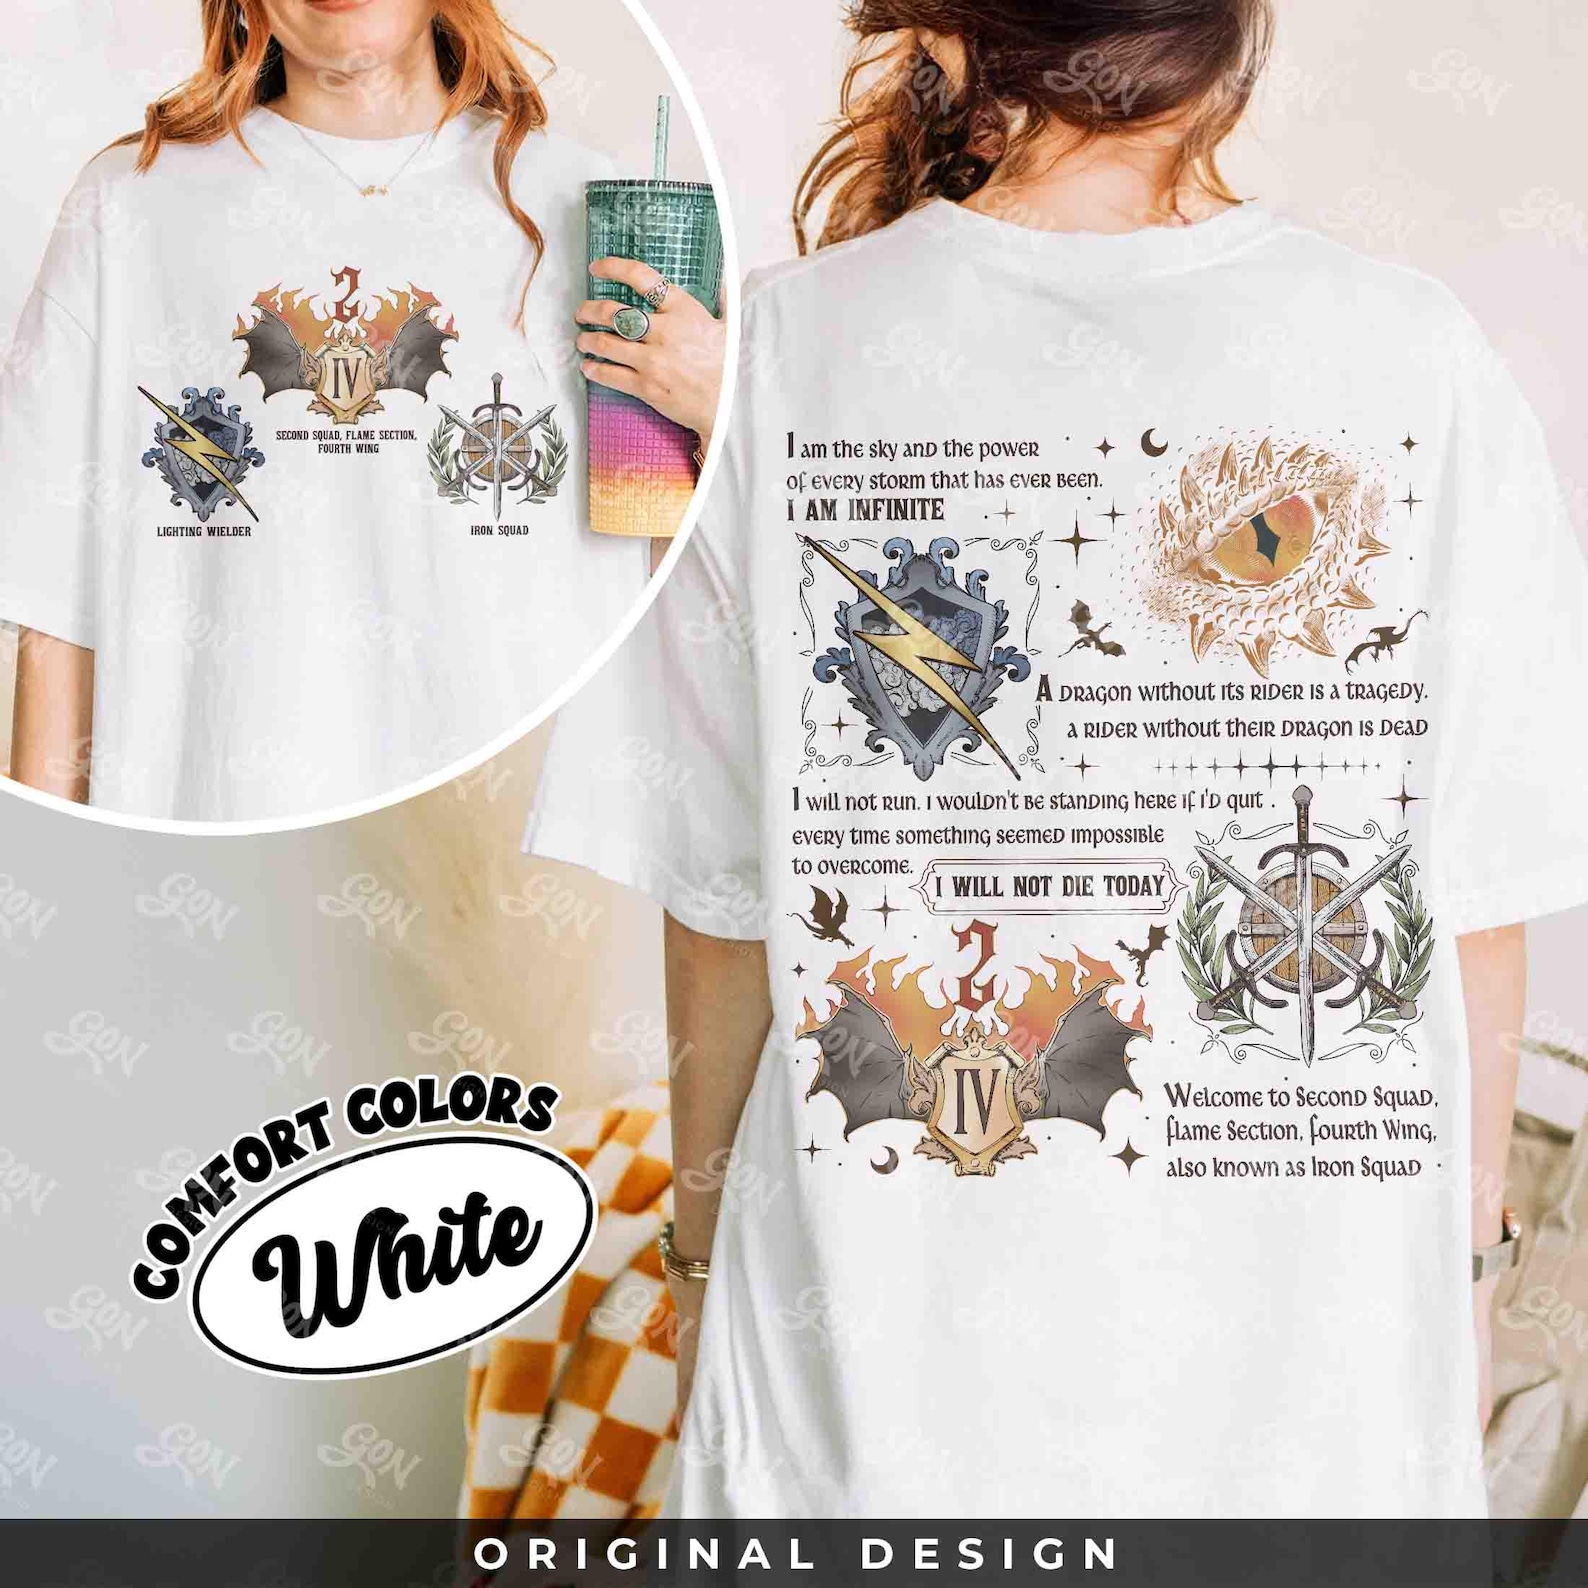 2
IV
SECOND SQUAD, FLAME SECTION,
FOURTH WING
LIGHTING WIELDER
IRON SQUAD
I am the sky and the power
of every storm that has ever been.
I AM INFINITE
A dragon without its rider is a tragedy.
a rider without their dragon is dead
I will not run. I wouldn't be standing here if I'd quit .
every time something seemed impossible
to overcome.
I WILL NOT DIE TODAY
2
IV
Welcome to Second Squad,
Flame Section, Fourth Wing,
also known as Iron Squad
COMFORT COLORS
White
ORIGINAL DESIGN